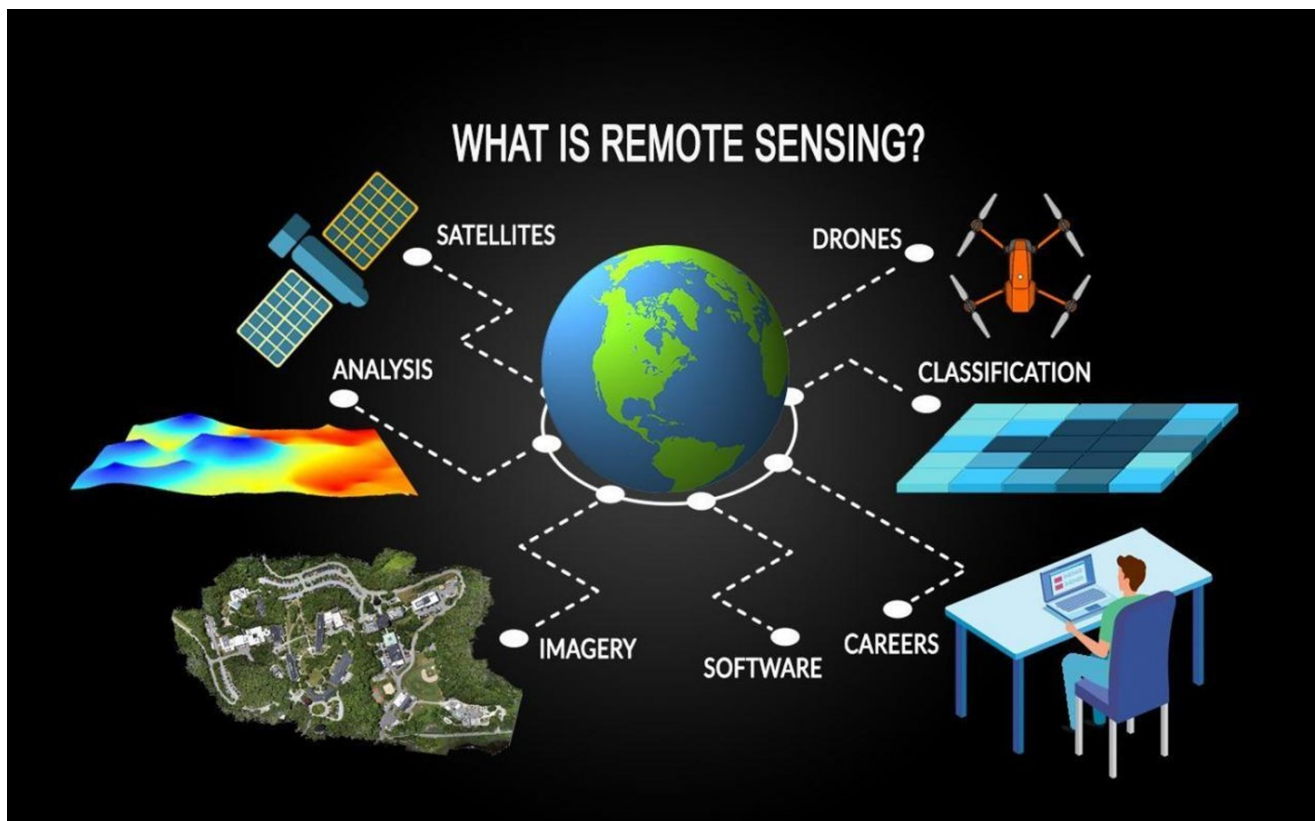 WHAT IS REMOTE SENSING?
SATELLITES
DRONES
ANALYSIS
CLASSIFICATION
IMAGERY
SOFTWARE
CAREERS